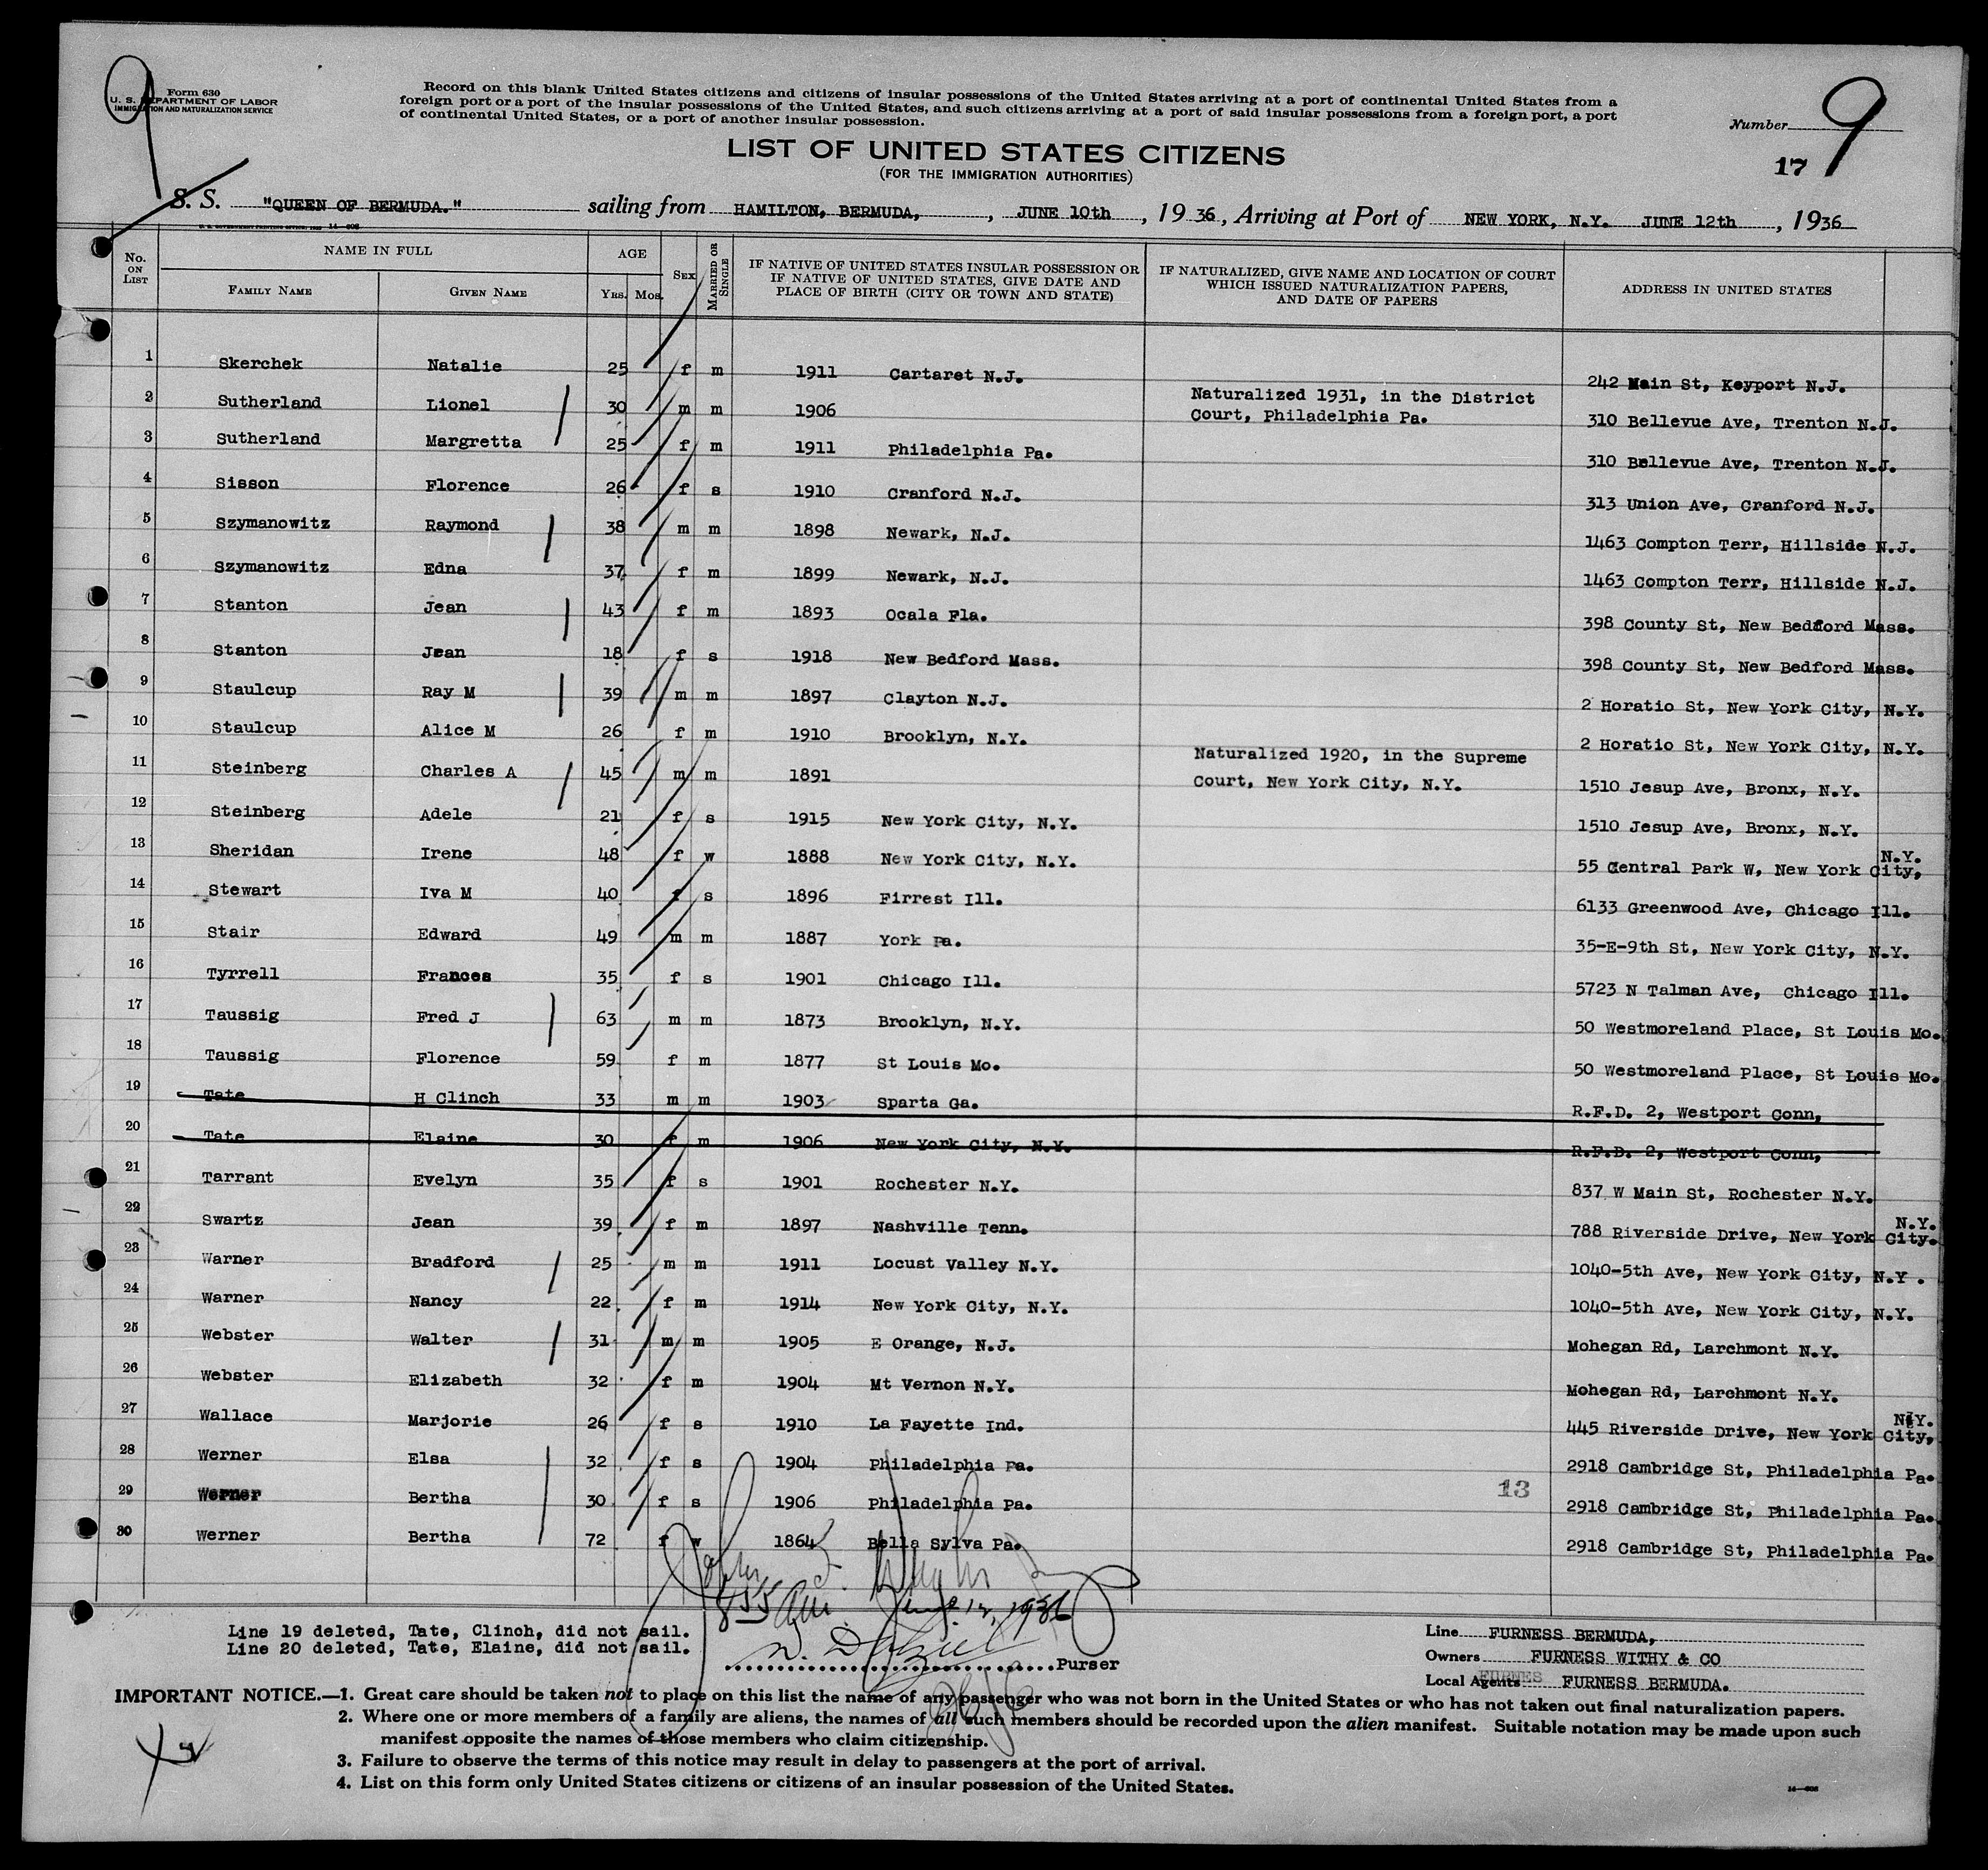 9
Form 630
U. S. DEPARTMENT OF LABOR
IMMIGRATION AND NATURALIZATION SERVICE
Record on this blank United States citizens and citizens of insular possessions of the United States arriving at a port of continental United States from a
foreign port or a port of the insular possessions of the United States, and such citizens arriving at a port of said insular possessions from a foreign port, a port
of continental United States, or a port of another insular possession.
Number 9
17
LIST OF UNITED STATES CITIZENS
(FOR THE IMMIGRATION AUTHORITIES)
S. S. "QUEEN OF BERMUDA." sailing from HAMILTON, BERMUDA, , JUNE 10th , 19 36, Arriving at Port of NEW YORK, N.Y. JUNE 12th , 1936
No. ON LIST NAME IN FULL AGE SEX MARRIED OR SINGLE IF NATIVE OF UNITED STATES INSULAR POSSESSION OR IF NATIVE OF UNITED STATES, GIVE DATE AND PLACE OF BIRTH (CITY OR TOWN AND STATE) IF NATURALIZED, GIVE NAME AND LOCATION OF COURT WHICH ISSUED NATURALIZATION PAPERS, AND DATE OF PAPERS ADDRESS IN UNITED STATES
FAMILY NAME GIVEN NAME YRS. MOS.
1 Skerchek Natalie 25 f m 1911 Cartaret N.J. 242 Main St, Keyport N.J.
2 Sutherland Lionel 30 m m 1906 Naturalized 1931, in the District Court, Philadelphia Pa. 310 Bellevue Ave, Trenton N.J.
3 Sutherland Margretta 25 f m 1911 Philadelphia Pa. 310 Bellevue Ave, Trenton N.J.
4 Sisson Florence 26 f s 1910 Cranford N.J. 313 Union Ave, Cranford N.J.
5 Szymanowitz Raymond 38 m m 1898 Newark, N.J. 1463 Compton Terr, Hillside N.J.
6 Szymanowitz Edna 37 f m 1899 Newark, N.J. 1463 Compton Terr, Hillside N.J.
7 Stanton Jean 43 f m 1893 Ocala Fla. 398 County St, New Bedford Mass.
8 Stanton Jean 18 f s 1918 New Bedford Mass. 398 County St, New Bedford Mass.
9 Staulcup Ray M 39 m m 1897 Clayton N.J. 2 Horatio St, New York City, N.Y.
10 Staulcup Alice M 26 f m 1910 Brooklyn, N.Y. 2 Horatio St, New York City, N.Y.
11 Steinberg Charles A 45 m m 1891 Naturalized 1920, in the Supreme Court, New York City, N.Y. 1510 Jesup Ave, Bronx, N.Y.
12 Steinberg Adele 21 f s 1915 New York City, N.Y. 1510 Jesup Ave, Bronx, N.Y.
13 Sheridan Irene 48 f w 1888 New York City, N.Y. 55 Central Park W, New York City, N.Y.
14 Stewart Iva M 40 f s 1896 Firrest Ill. 6133 Greenwood Ave, Chicago Ill.
15 Stair Edward 49 m m 1887 York Pa. 35-E-9th St, New York City, N.Y.
16 Tyrrell Frances 35 f s 1901 Chicago Ill. 5723 N Talman Ave, Chicago Ill.
17 Taussig Fred J 63 m m 1873 Brooklyn, N.Y. 50 Westmoreland Place, St Louis Mo.
18 Taussig Florence 59 f m 1877 St Louis Mo. 50 Westmoreland Place, St Louis Mo.
19 Tate H Clinch 33 m m 1903 Sparta Ga. R.F.D. 2, Westport Conn,
20 Tate Elaine 30 f m 1906 New York City, N.Y. R.F.D. 2, Westport Conn,
21 Tarrant Evelyn 35 f s 1901 Rochester N.Y. 837 W Main St, Rochester N.Y.
22 Swartz Jean 39 f m 1897 Nashville Tenn. 788 Riverside Drive, New York City. N.Y.
23 Warner Bradford 25 m m 1911 Locust Valley N.Y. 1040-5th Ave, New York City, N.Y .
24 Warner Nancy 22 f m 1914 New York City, N.Y. 1040-5th Ave, New York City, N.Y.
25 Webster Walter 31 m m 1905 E Orange, N.J. Mohegan Rd, Larchmont N.Y.
26 Webster Elizabeth 32 f m 1904 Mt Vernon N.Y. Mohegan Rd, Larchmont N.Y.
27 Wallace Marjorie 26 f s 1910 La Fayette Ind. 445 Riverside Drive, New York City, N.Y.
28 Werner Elsa 32 f s 1904 Philadelphia Pa. 2918 Cambridge St, Philadelphia Pa.
29 Werner Bertha 30 f s 1906 Philadelphia Pa. 13 2918 Cambridge St, Philadelphia Pa.
30 Werner Bertha 72 f w 1864 Bella Sylva Pa. 2918 Cambridge St, Philadelphia Pa.
John
855 Am. June 12, 1936
Line 19 deleted, Tate, Clinch, did not sail.
Line 20 deleted, Tate, Elaine, did not sail.
Purser
Line FURNESS BERMUDA,
Owners FURNESS WITHY & CO
Local Agents FURNESS BERMUDA.
IMPORTANT NOTICE.—1. Great care should be taken not to place on this list the name of any passenger who was not born in the United States or who has not taken out final naturalization papers.
2. Where one or more members of a family are aliens, the names of all such members should be recorded upon the alien manifest. Suitable notation may be made upon such
manifest opposite the names of those members who claim citizenship.
3. Failure to observe the terms of this notice may result in delay to passengers at the port of arrival.
4. List on this form only United States citizens or citizens of an insular possession of the United States.